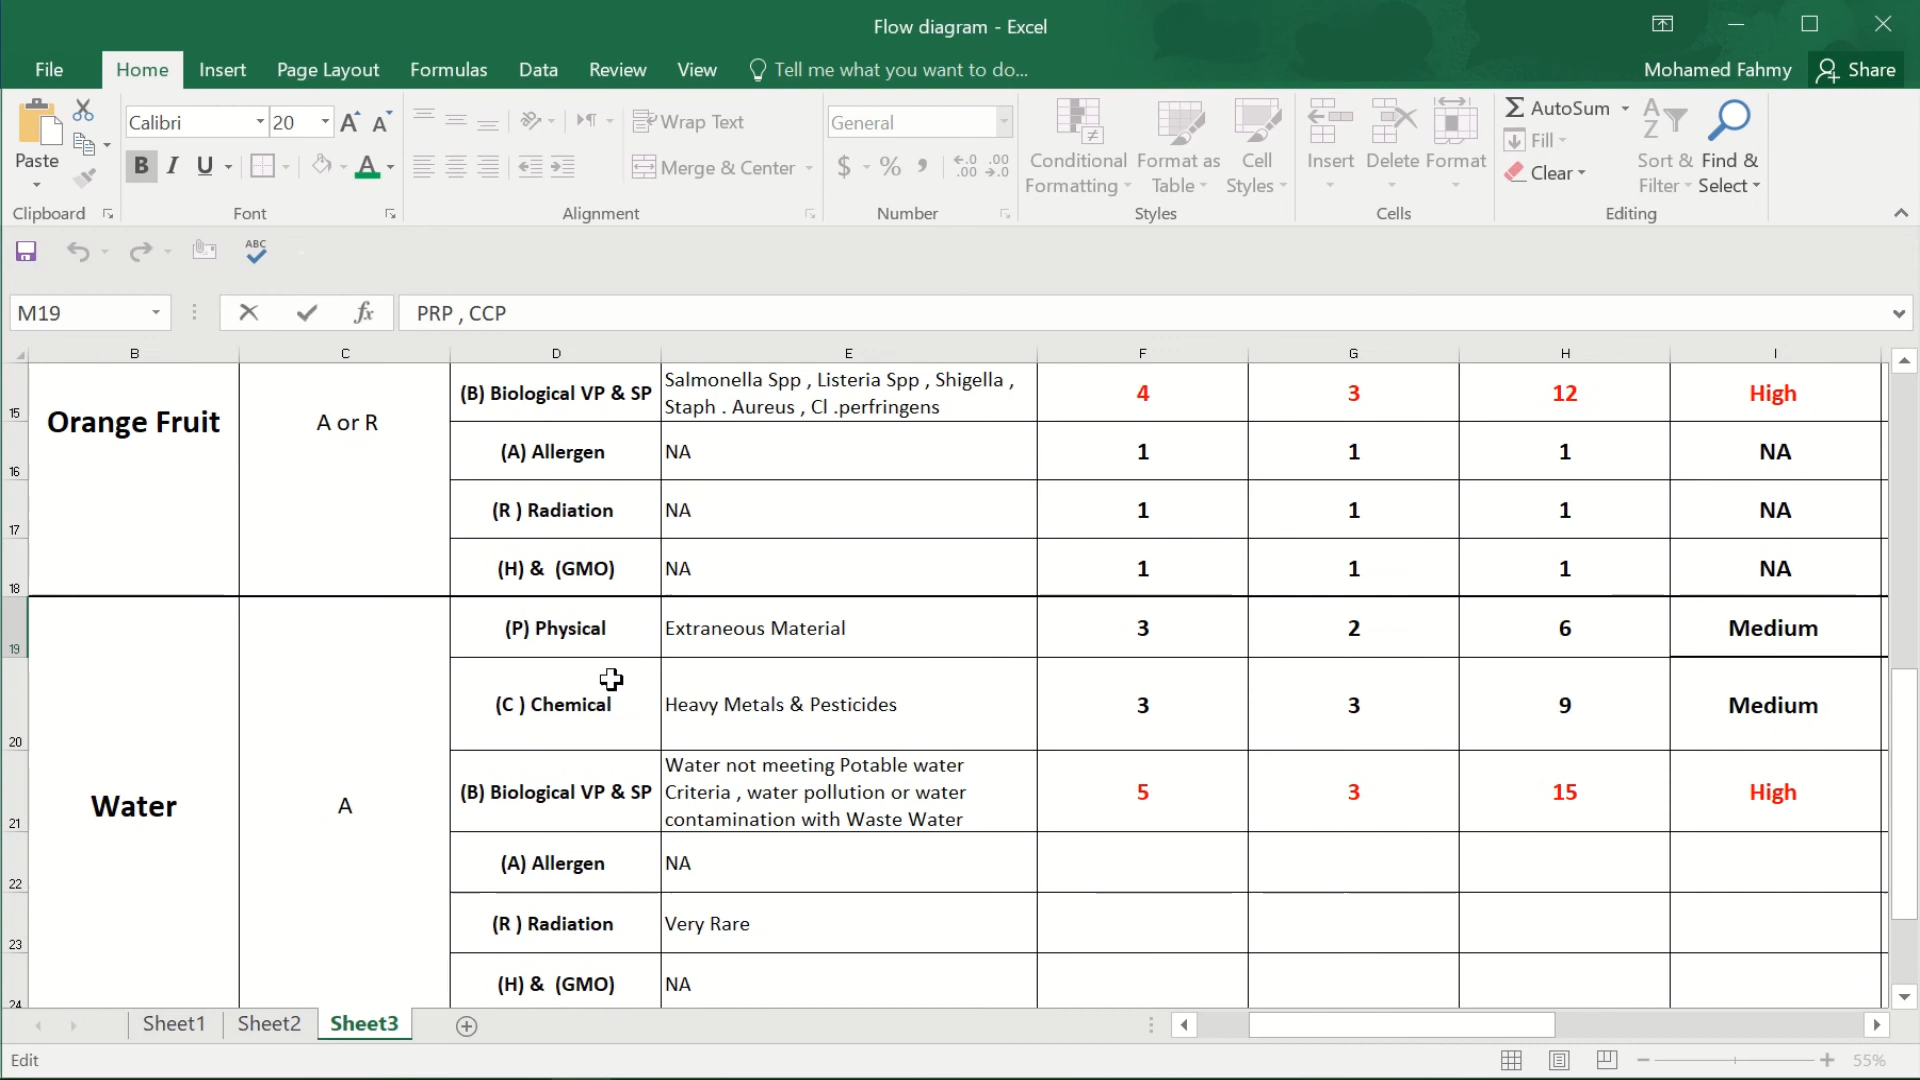 Flow diagram - Excel
File Home Insert Page Layout Formulas Data Review View Tell me what you want to do... Mohamed Fahmy Share
Calibri 20 A A Wrap Text General AutoSum A Z
Paste B I U A Merge & Center $ % , .00 .00 Conditional Formatting Format as Table Cell Styles Insert Delete Format Fill Clear Sort & Filter Find & Select
Clipboard Font Alignment Number Styles Cells Editing
ABC
M19 fx PRP , CCP
B C D E F G H I
15 Orange Fruit A or R (B) Biological VP & SP Salmonella Spp , Listeria Spp , Shigella , 4 3 12 High
Staph . Aureus , Cl .perfringens
16 (A) Allergen NA 1 1 1 NA
17 (R ) Radiation NA 1 1 1 NA
18 (H) & (GMO) NA 1 1 1 NA
19 (P) Physical Extraneous Material 3 2 6 Medium
20 (C ) Chemical Heavy Metals & Pesticides 3 3 9 Medium
21 Water A (B) Biological VP & SP Water not meeting Potable water 5 3 15 High
Criteria , water pollution or water
contamination with Waste Water
22 (A) Allergen NA
23 (R ) Radiation Very Rare
24 (H) & (GMO) NA
Sheet1 Sheet2 Sheet3
Edit 55%